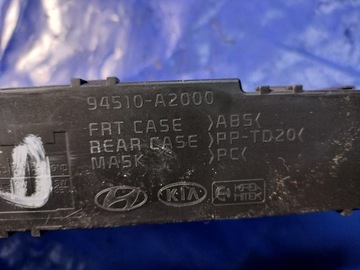 94510-A2000
FRT CASE >ABS<
REAR CASE >PP-TD20<
MASK >PC<
KIA